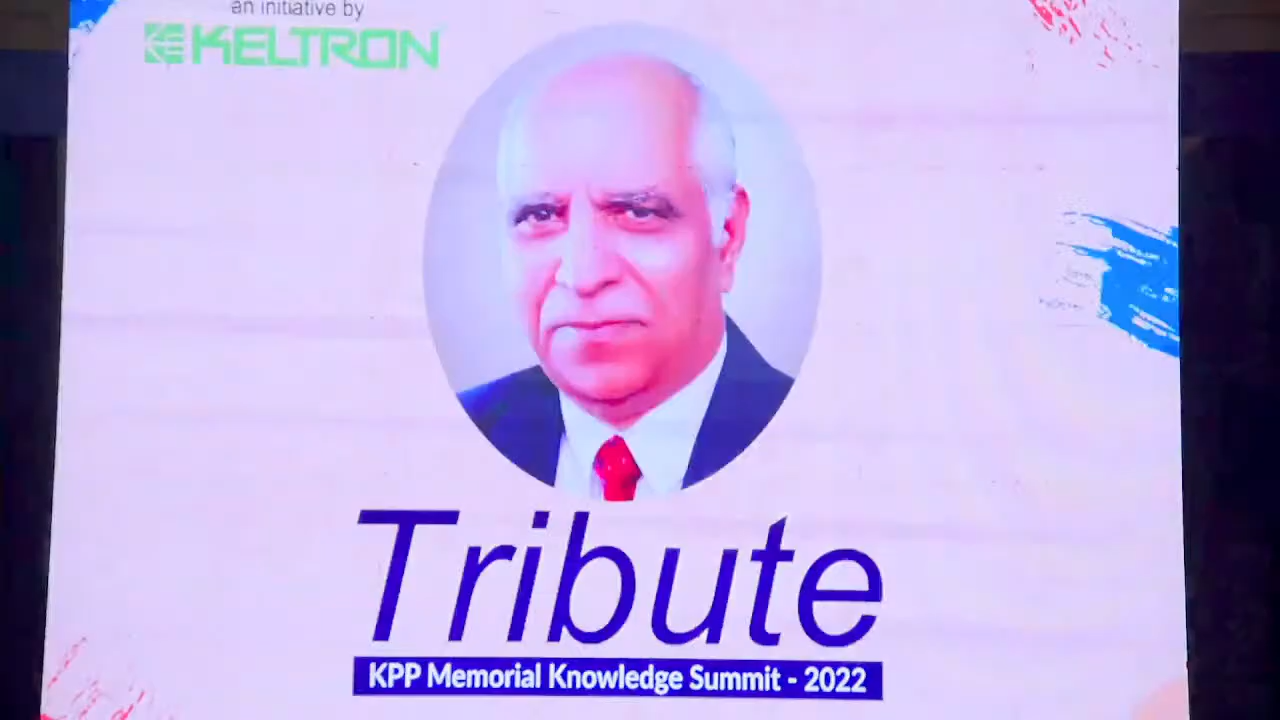 an initiative by
KELTRON
Tribute
KPP Memorial Knowledge Summit - 2022